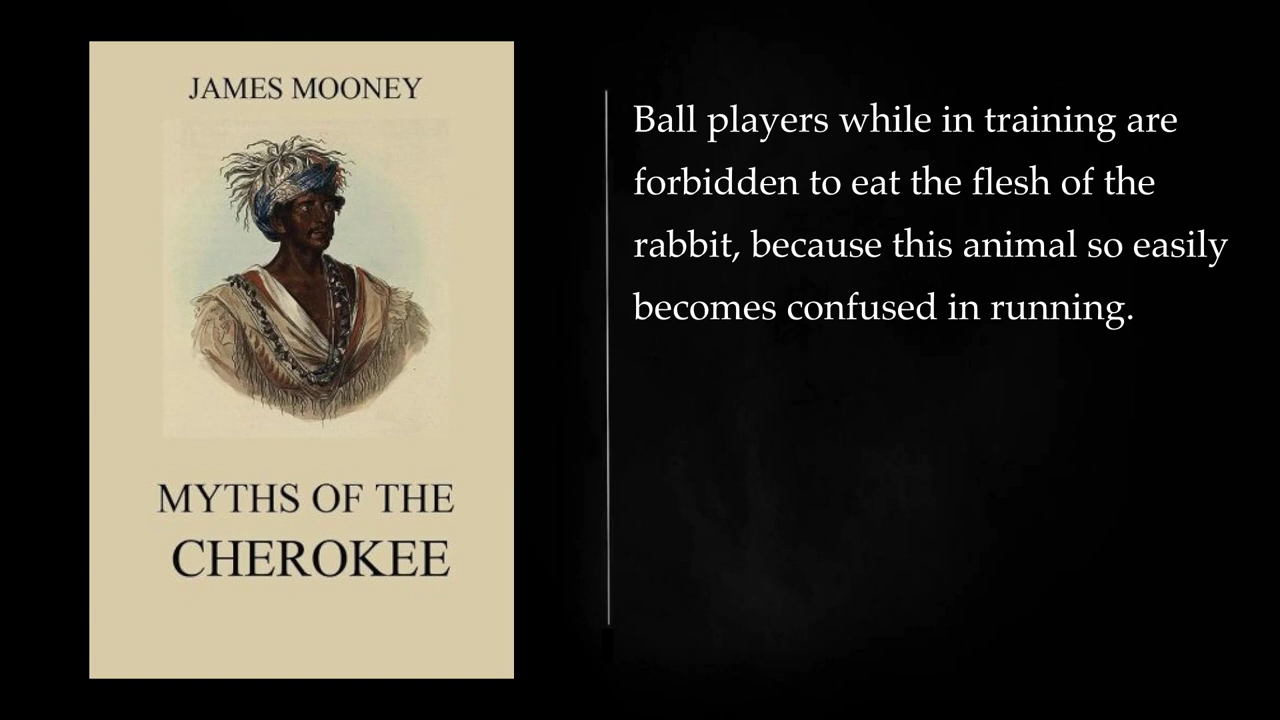 JAMES MOONEY
MYTHS OF THE
CHEROKEE
Ball players while in training are
forbidden to eat the flesh of the
rabbit, because this animal so easily
becomes confused in running.